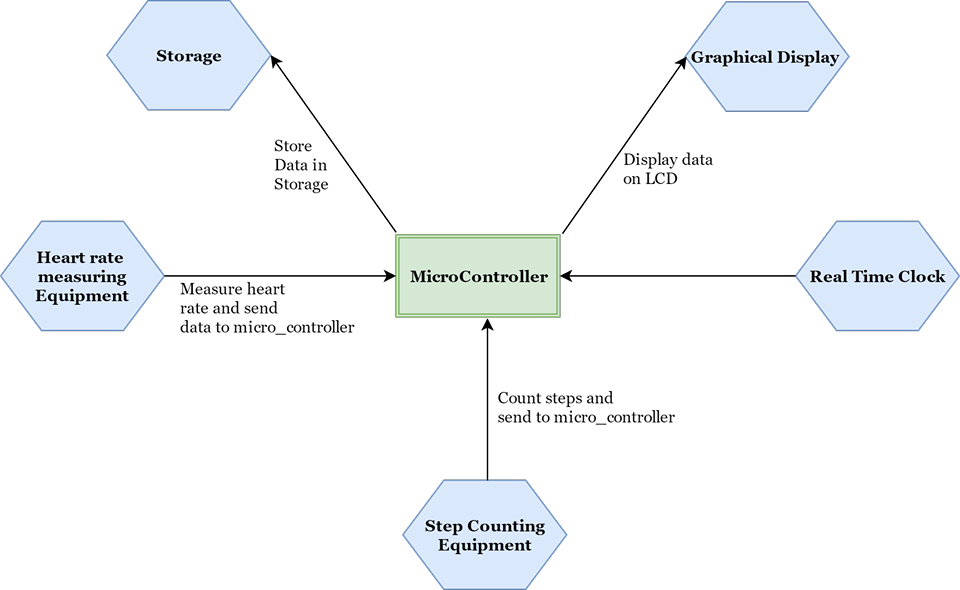 Storage
Graphical Display
Store
Data in
Storage
Display data
on LCD
Heart rate
measuring
Equipment
MicroController
Real Time Clock
Measure heart
rate and send
data to micro_controller
Count steps and
send to micro_controller
Step Counting
Equipment